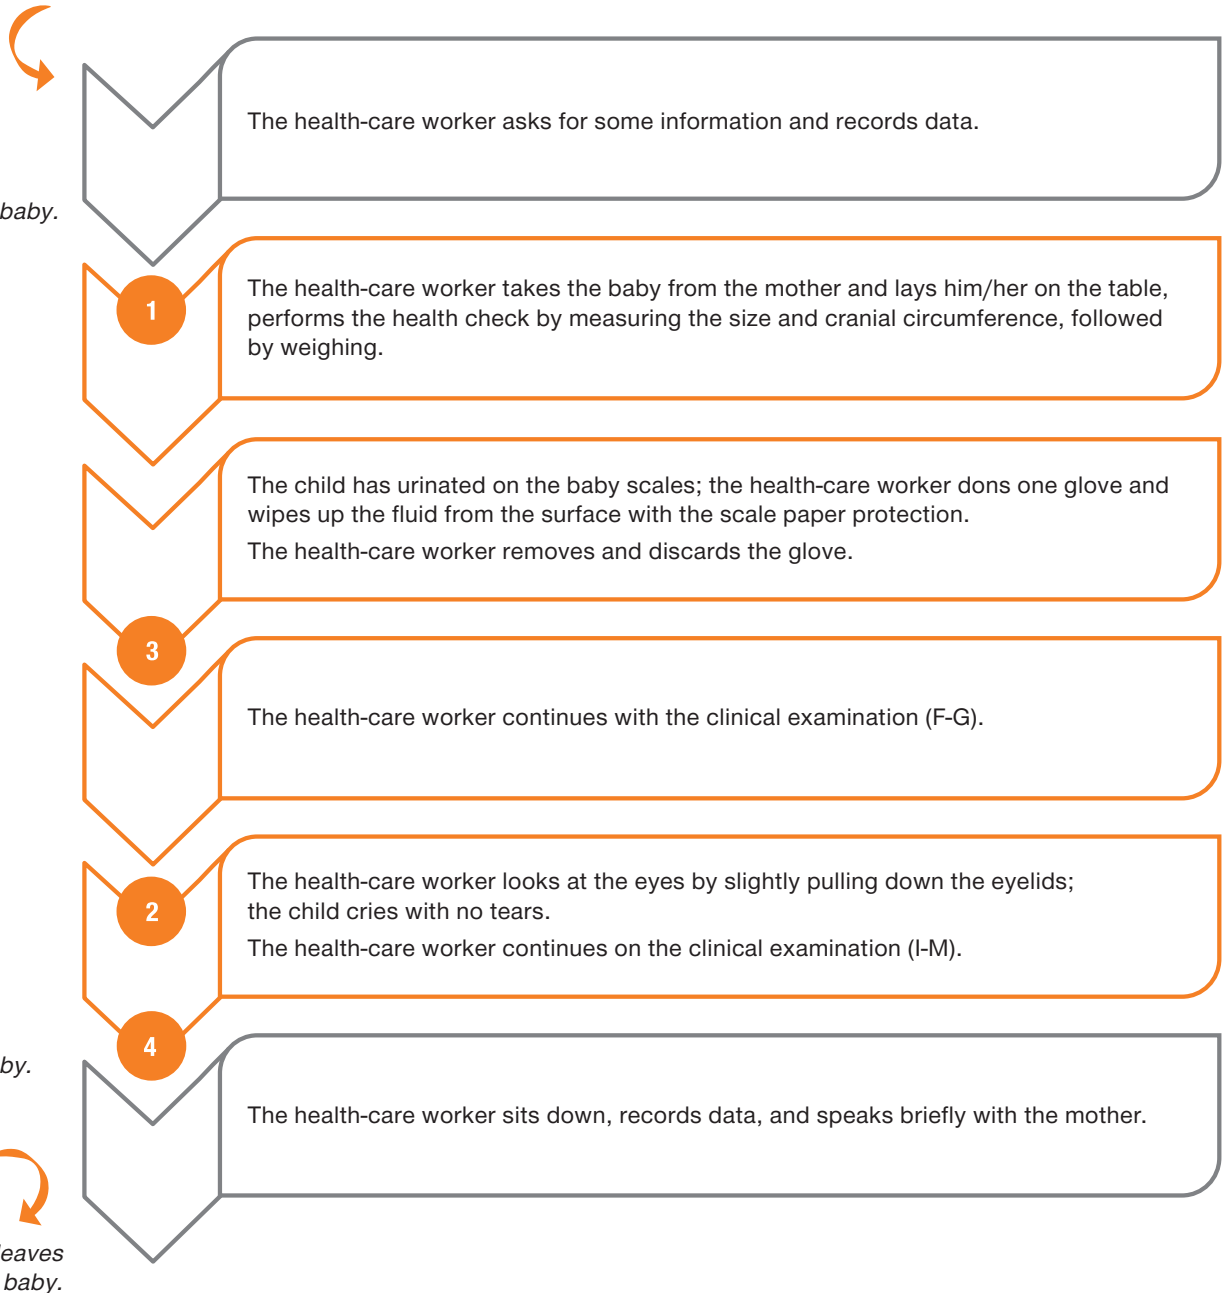 The health-care worker asks for some information and records data.
baby.
1
The health-care worker takes the baby from the mother and lays him/her on the table,
performs the health check by measuring the size and cranial circumference, followed
by weighing.
The child has urinated on the baby scales; the health-care worker dons one glove and
wipes up the fluid from the surface with the scale paper protection.
The health-care worker removes and discards the glove.
3
The health-care worker continues with the clinical examination (F-G).
2
The health-care worker looks at the eyes by slightly pulling down the eyelids;
the child cries with no tears.
The health-care worker continues on the clinical examination (I-M).
4
by.
The health-care worker sits down, records data, and speaks briefly with the mother.
leaves
baby.